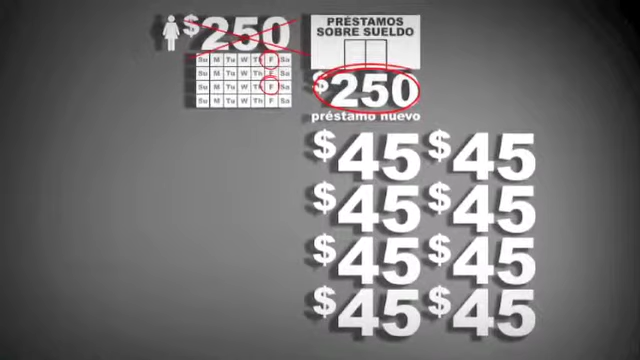 $250
Su M Tu W Th F Sa
Su M Tu W Th F Sa
Su M Tu W Th F Sa
Su M Tu W Th F Sa
PRÉSTAMOS
SOBRE SUELDO
$250
préstamo nuevo
$45 $45
$45 $45
$45 $45
$45 $45